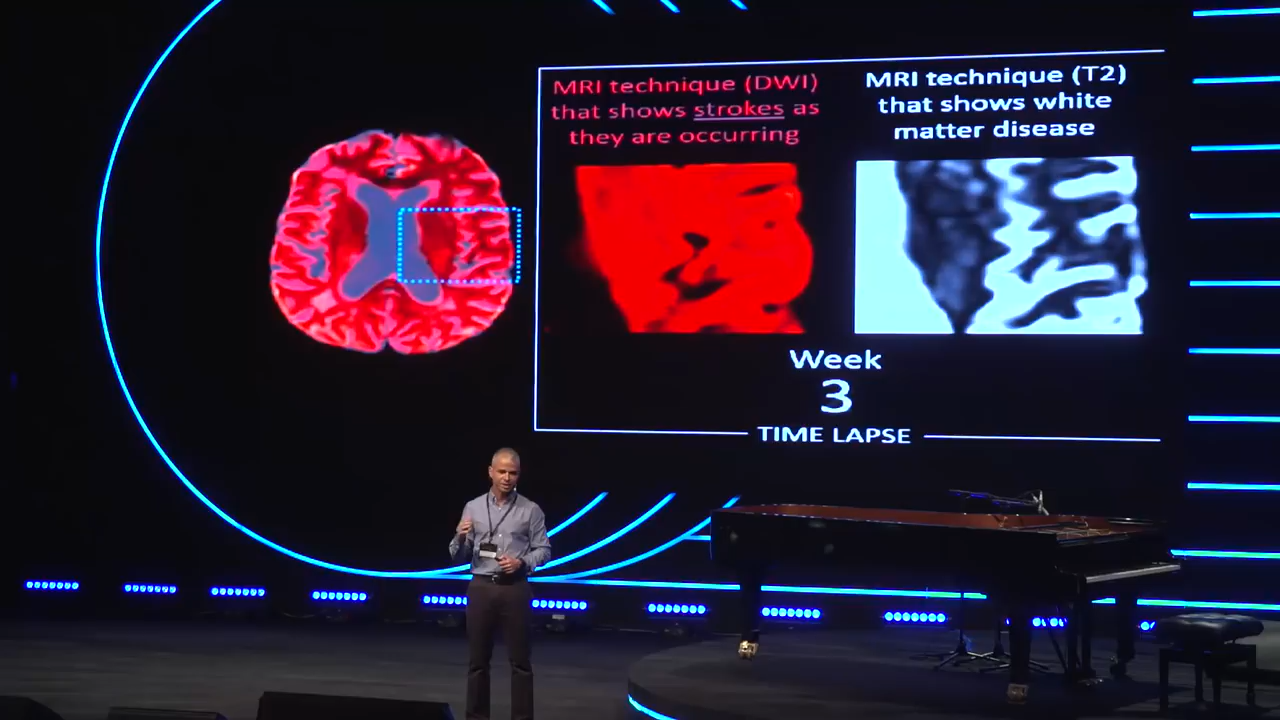 MRI technique (DWI)
that shows strokes as
they are occurring
MRI technique (T2)
that shows white
matter disease
Week
3
TIME LAPSE